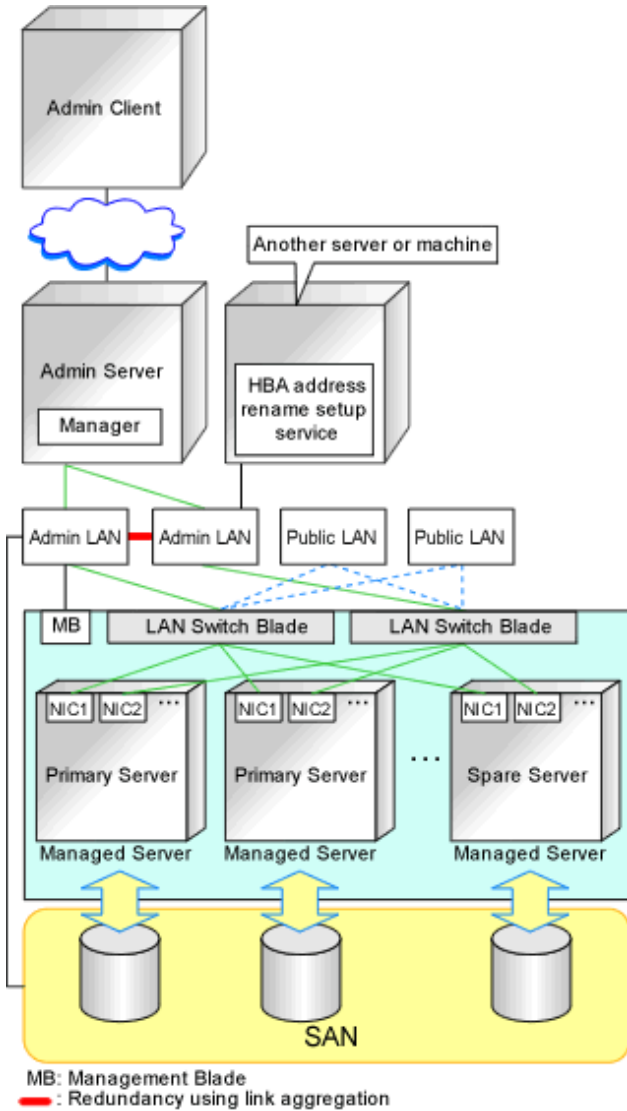 Admin Client
Another server or machine
Admin Server
Manager
HBA address
rename setup
service
Admin LAN
Admin LAN
Public LAN
Public LAN
MB
LAN Switch Blade
LAN Switch Blade
NIC1
NIC2
...
NIC1
NIC2
...
NIC1
NIC2
...
Primary Server
Primary Server
...
Spare Server
Managed Server
Managed Server
Managed Server
SAN
MB: Management Blade
: Redundancy using link aggregation